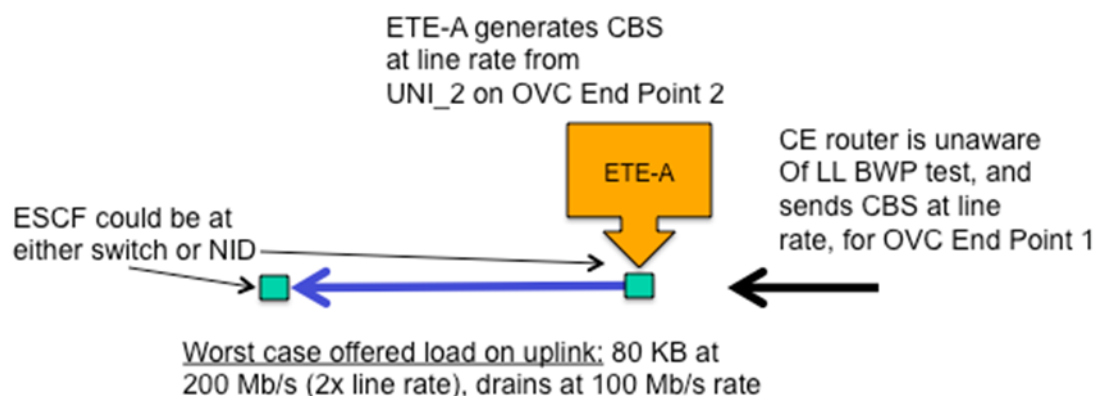 ETE-A generates CBS
at line rate from
UNI_2 on OVC End Point 2
CE router is unaware
Of LL BWP test, and
sends CBS at line
rate, for OVC End Point 1
ETE-A
ESCF could be at
either switch or NID
Worst case offered load on uplink: 80 KB at
200 Mb/s (2x line rate), drains at 100 Mb/s rate